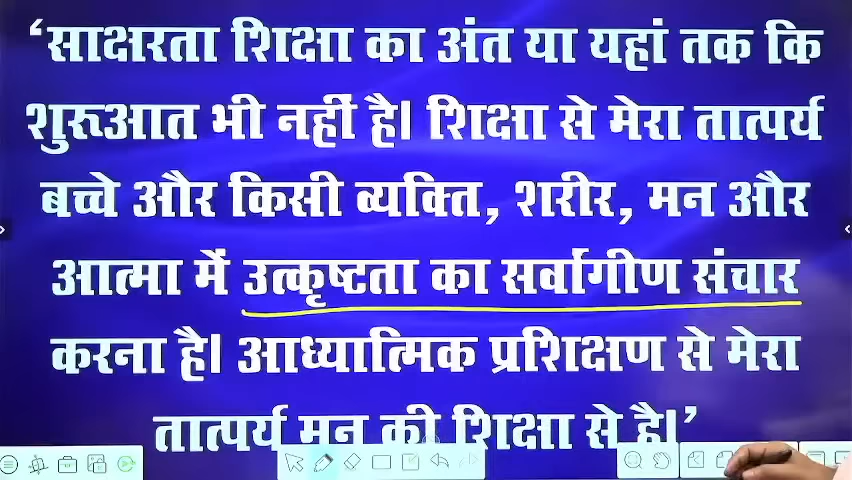 ‘साक्षरता शिक्षा का अंत या यहां तक कि
शुरूआत भी नहीं है। शिक्षा से मेरा तात्पर्य
बच्चे और किसी व्यक्ति, शरीर, मन और
आत्मा में उत्कृष्टता का सर्वागीण संचार
करना है। आध्यात्मिक प्रशिक्षण से मेरा
तात्पर्य मन की शिक्षा से है।’